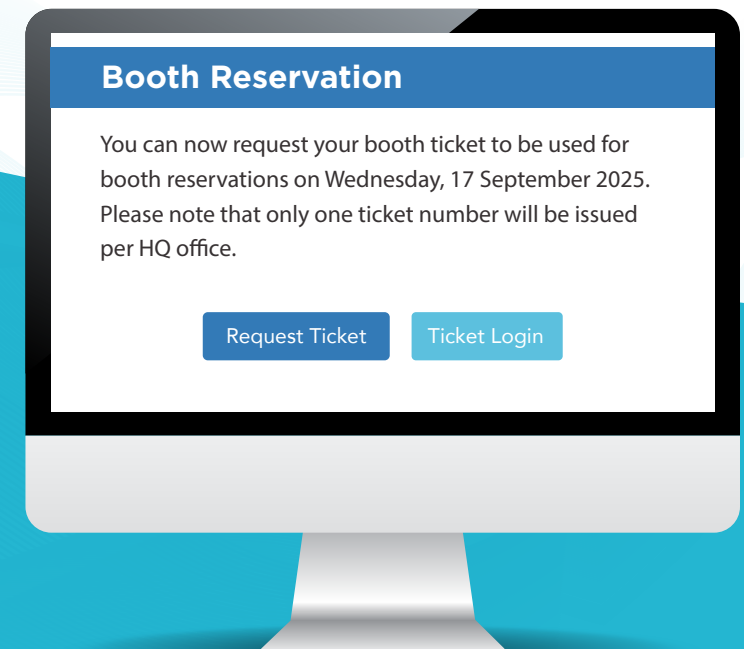 Booth Reservation
You can now request your booth ticket to be used for
booth reservations on Wednesday, 17 September 2025.
Please note that only one ticket number will be issued
per HQ office.
Request Ticket
Ticket Login